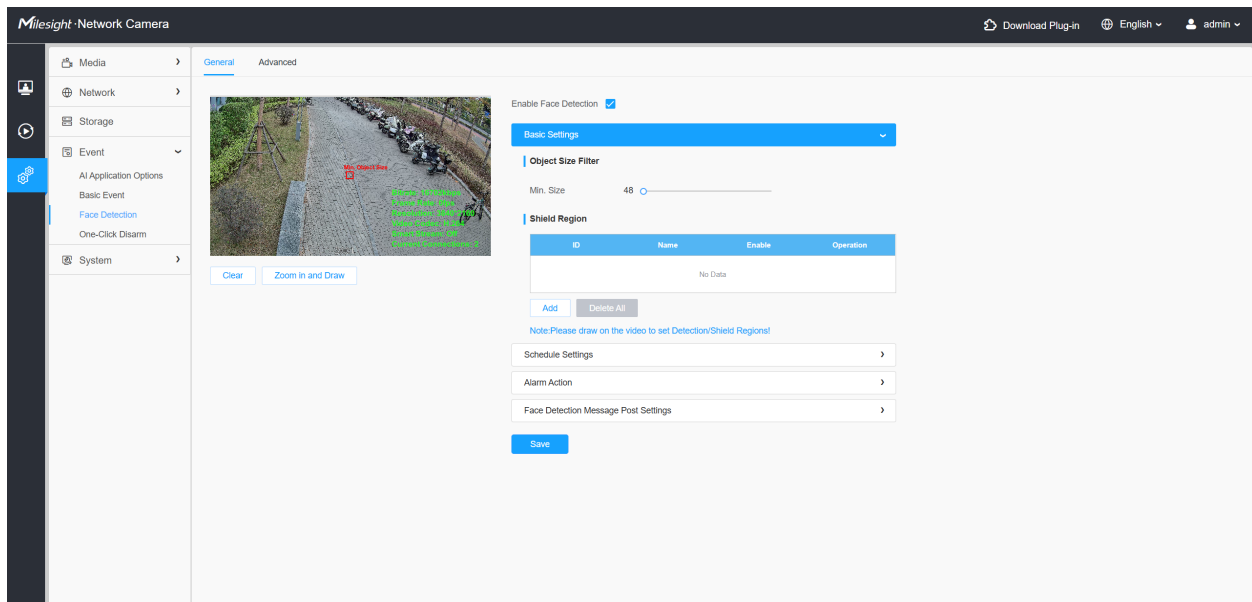 Milesight·Network Camera
Download Plug-in
English
admin
Media
Network
Storage
Event
AI Application Options
Basic Event
Face Detection
One-Click Disarm
System
General
Advanced
Min. Object Size
Clear
Zoom in and Draw
Enable Face Detection
Basic Settings
Object Size Filter
Min. Size 48
Shield Region
ID Name Enable Operation
No Data
Add Delete All
Note:Please draw on the video to set Detection/Shield Regions!
Schedule Settings
Alarm Action
Face Detection Message Post Settings
Save